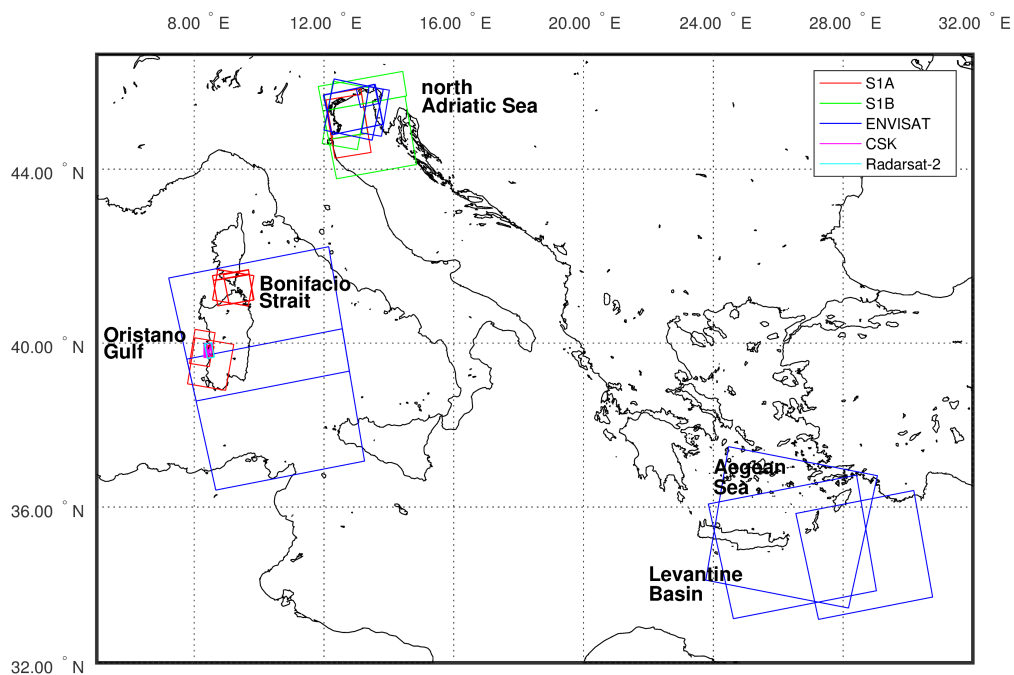 8.00 ° E 12.00 ° E 16.00 ° E 20.00 ° E 24.00 ° E 28.00 ° E 32.00 ° E
S1A
S1B
ENVISAT
CSK
Radarsat-2
north
Adriatic Sea
44.00 ° N
Bonifacio
Strait
Oristano
Gulf
40.00 ° N
Aegean
Sea
36.00 ° N
Levantine
Basin
32.00 ° N